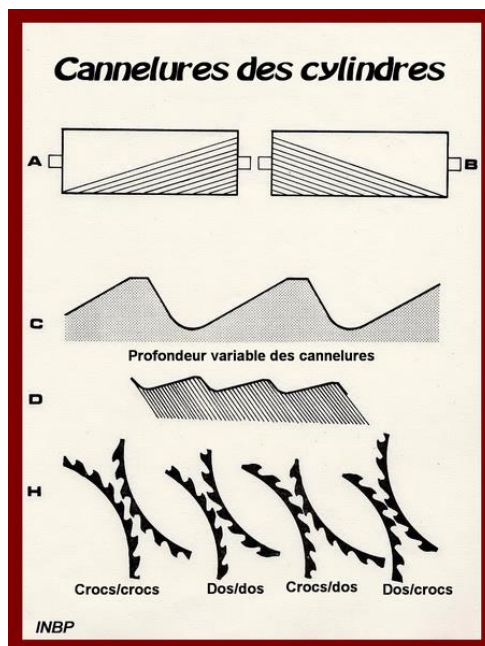 Cannelures des cylindres
A
B
C
Profondeur variable des cannelures
D
H
Crocs/crocs
Dos/dos
Crocs/dos
Dos/crocs
INBP